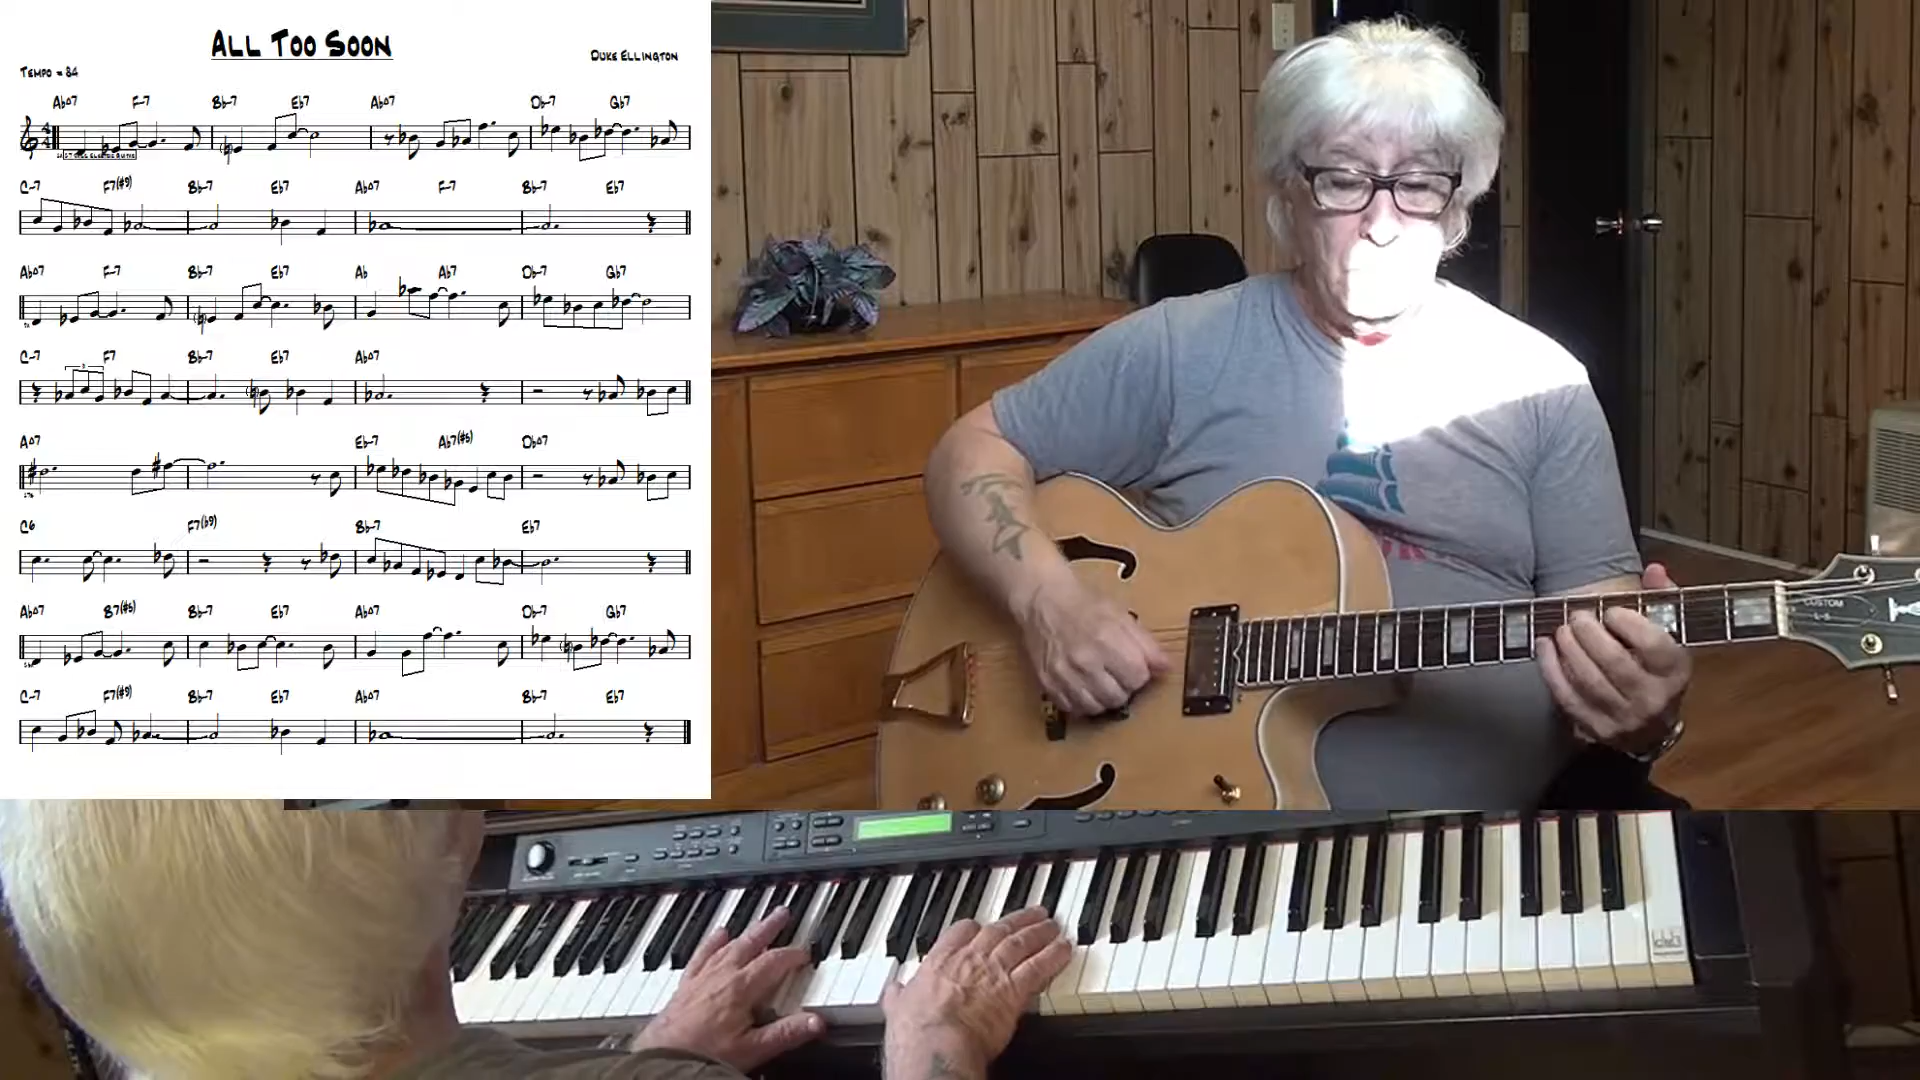 ALL TOO SOON
DUKE ELLINGTON
TEMPO = 84
Ab∆7 F-7 Bb-7 Eb7 Ab∆7 Db-7 Gb7
C-7 F7(#9) Bb-7 Eb7 Ab∆7 F-7 Bb-7 Eb7
Ab∆7 F-7 Bb-7 Eb7 Ab Ab7 Db-7 Gb7
C-7 F7 Bb-7 Eb7 Ab∆7
3
A∆7 Eb-7 Ab7(#5) Db∆7
C6 F7(b9) Bb-7 Eb7
Ab∆7 B7(#5) Bb-7 Eb7 Ab∆7 Db-7 Gb7
C-7 F7(#9) Bb-7 Eb7 Ab∆7 Bb-7 Eb7
CUSTOM